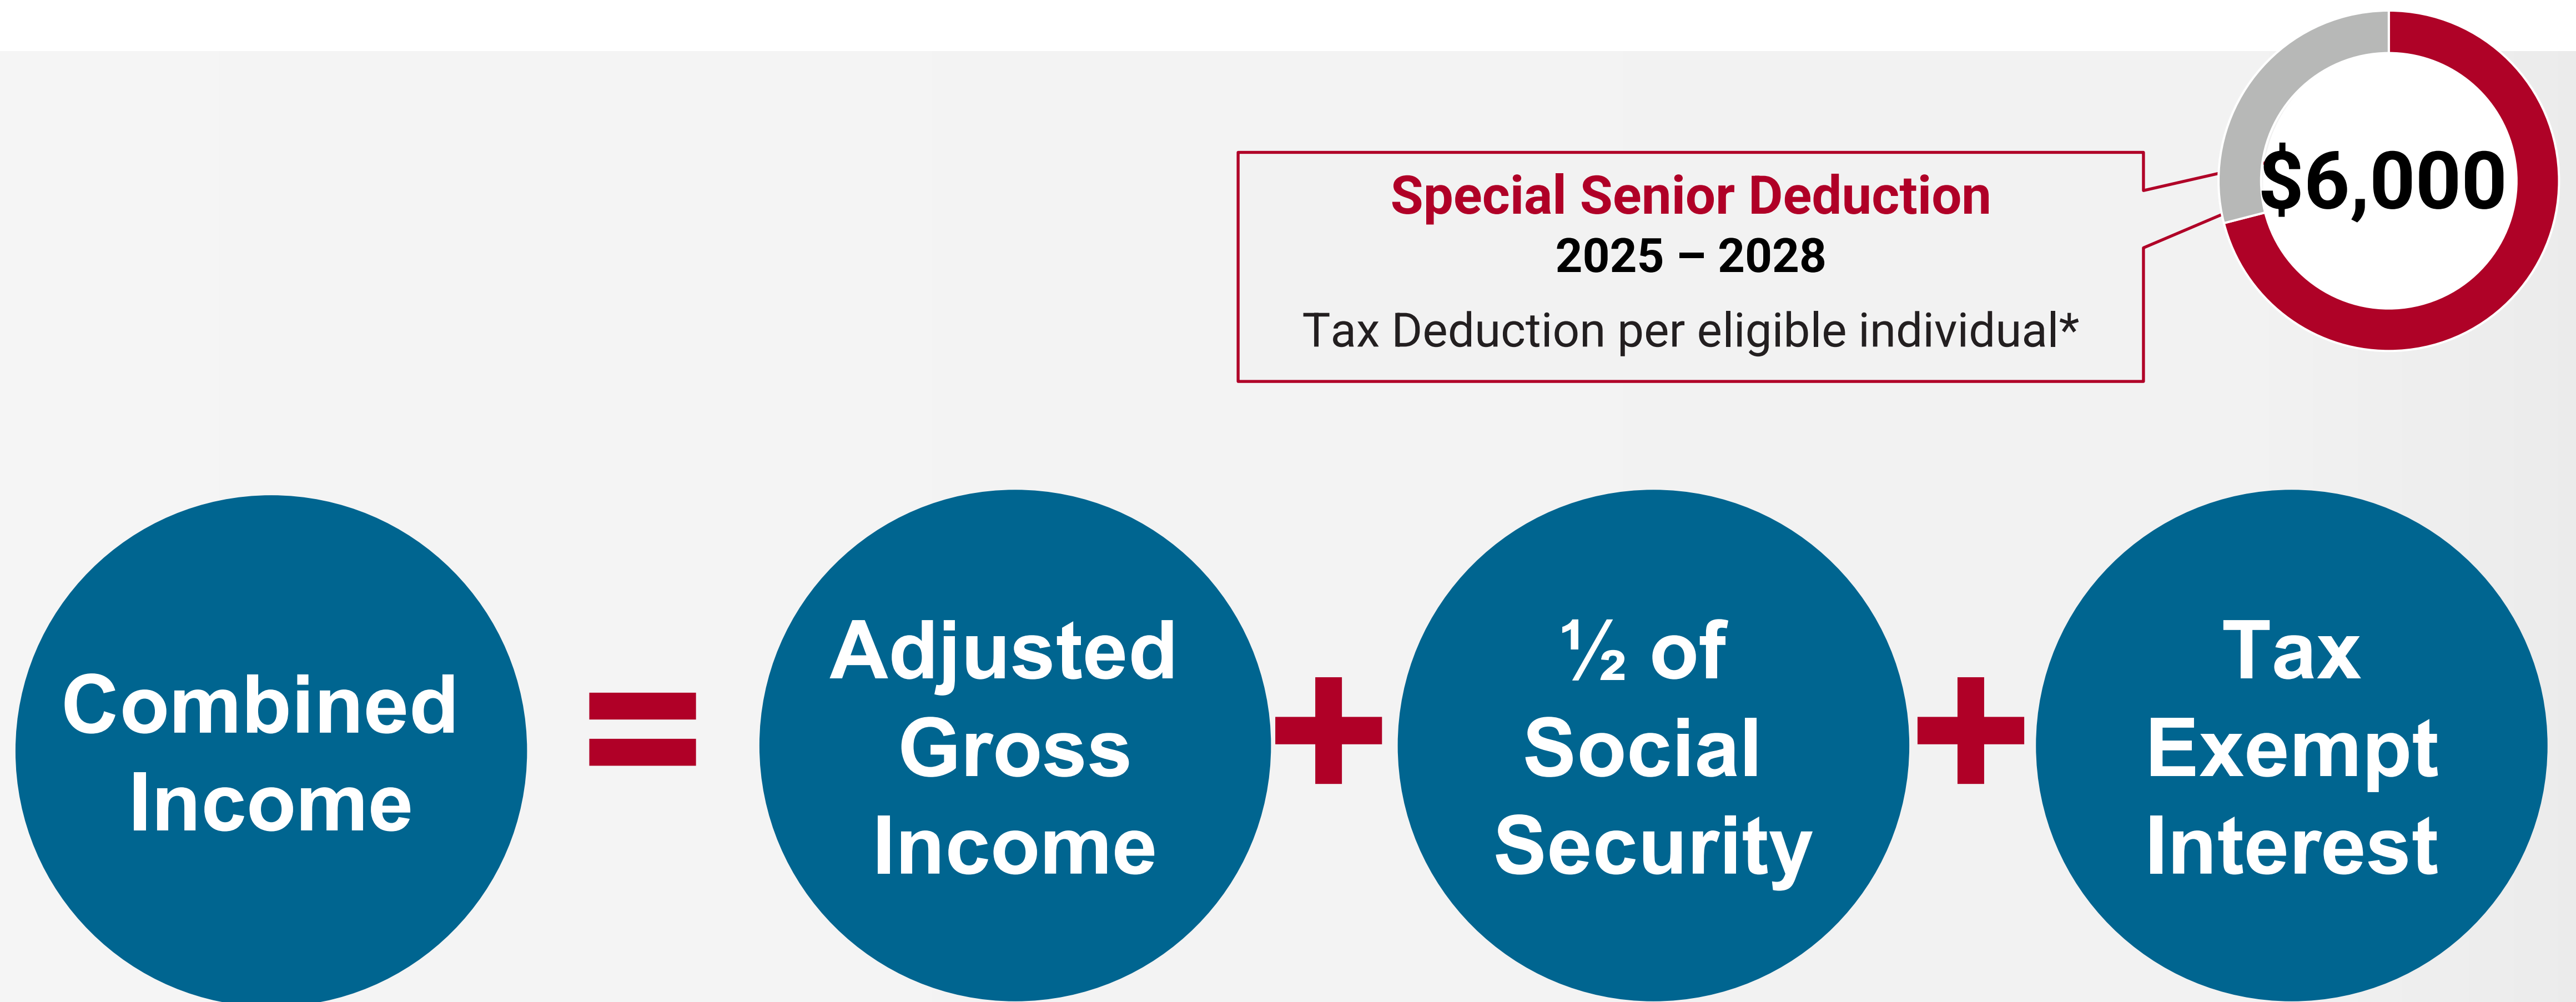 $6,000
Special Senior Deduction
2025 – 2028
Tax Deduction per eligible individual*
Combined
Income
=
Adjusted
Gross
Income
+
½ of
Social
Security
+
Tax
Exempt
Interest